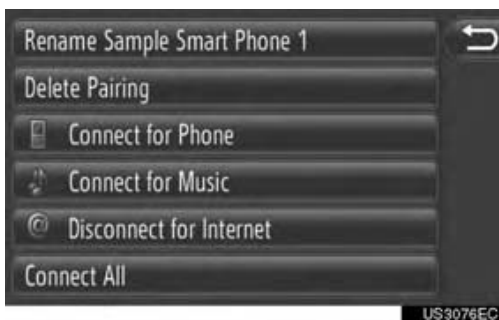 Rename Sample Smart Phone 1
Delete Pairing
Connect for Phone
Connect for Music
@ Disconnect for Internet
Connect All
US3076EC